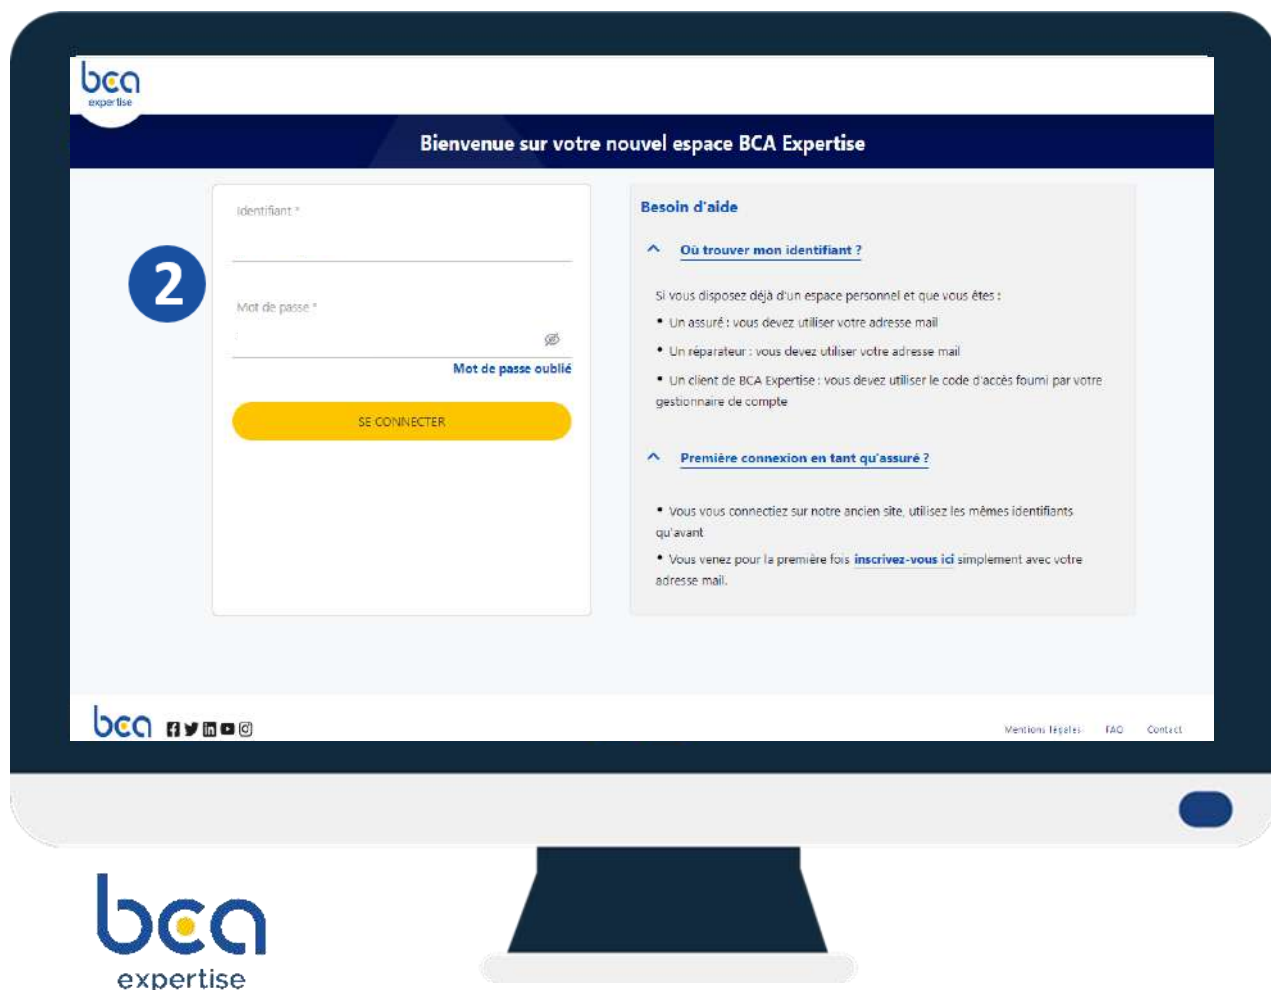 bca
expertise
Bienvenue sur votre nouvel espace BCA Expertise
Identifiant *
2
Mot de passe *
Mot de passe oublié
SE CONNECTER
Besoin d'aide
Où trouver mon identifiant ?
Si vous disposez déjà d'un espace personnel et que vous êtes :
• Un assuré : vous devez utiliser votre adresse mail
• Un réparateur : vous devez utiliser votre adresse mail
• Un client de BCA Expertise : vous devez utiliser le code d'accès fourni par votre
gestionnaire de compte
Première connexion en tant qu'assuré ?
• Vous vous connectiez sur notre ancien site, utilisez les mêmes identifiants
qu'avant
• Vous venez pour la première fois inscrivez-vous ici simplement avec votre
adresse mail.
bca
Mentions légales FAQ Contact
bca
expertise